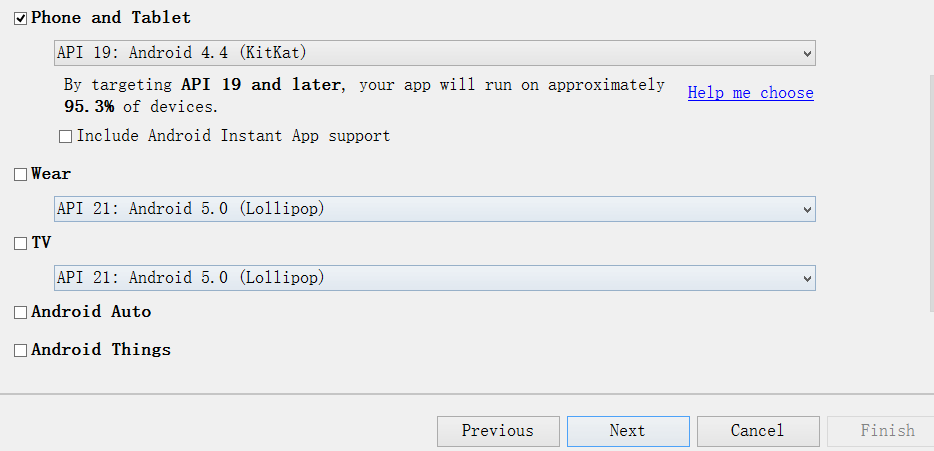 Phone and Tablet
API 19: Android 4.4 (KitKat)
By targeting API 19 and later, your app will run on approximately
95.3% of devices.
Help me choose
Include Android Instant App support
Wear
API 21: Android 5.0 (Lollipop)
TV
API 21: Android 5.0 (Lollipop)
Android Auto
Android Things
Previous Next Cancel Finish